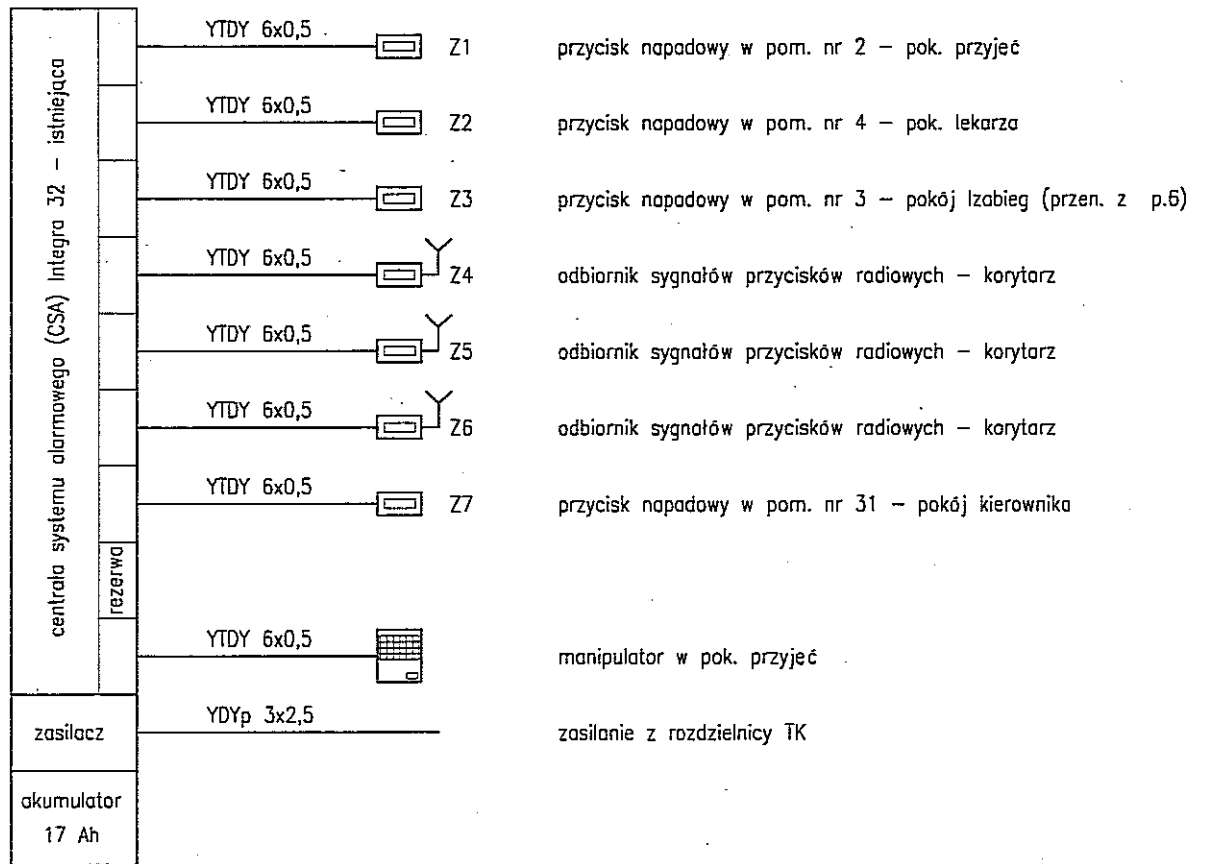 centrala systemu alarmowego (CSA) Integra 32 – istniejąca
YTDY 6x0,5
Z1
przycisk napadowy w pom. nr 2 – pok. przyjęć
YTDY 6x0,5
Z2
przycisk napadowy w pom. nr 4 – pok. lekarza
YTDY 6x0,5
Z3
przycisk napadowy w pom. nr 3 – pokój Izabieg (przen. z p.6)
YTDY 6x0,5
Z4
odbiornik sygnałów przycisków radiowych – korytarz
YTDY 6x0,5
Z5
odbiornik sygnałów przycisków radiowych – korytarz
YTDY 6x0,5
Z6
odbiornik sygnałów przycisków radiowych – korytarz
YTDY 6x0,5
Z7
przycisk napadowy w pom. nr 31 – pokój kierownika
rezerwa
YTDY 6x0,5
manipulator w pok. przyjęć
zasilacz
YDYp 3x2,5
zasilanie z rozdzielnicy TK
akumulator
17 Ah